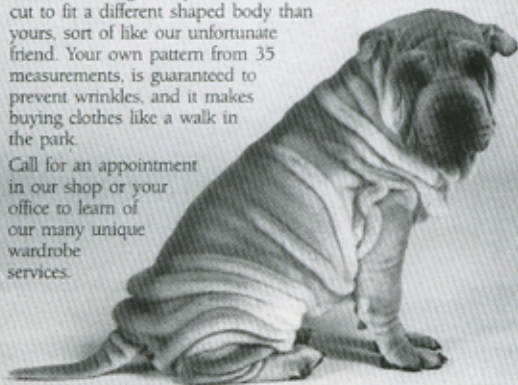 cut to fit a different shaped body than
yours, sort of like our unfortunate
friend. Your own pattern from 35
measurements, is guaranteed to
prevent wrinkles, and it makes
buying clothes like a walk in
the park.
Call for an appointment
in our shop or your
office to learn of
our many unique
wardrobe
services.